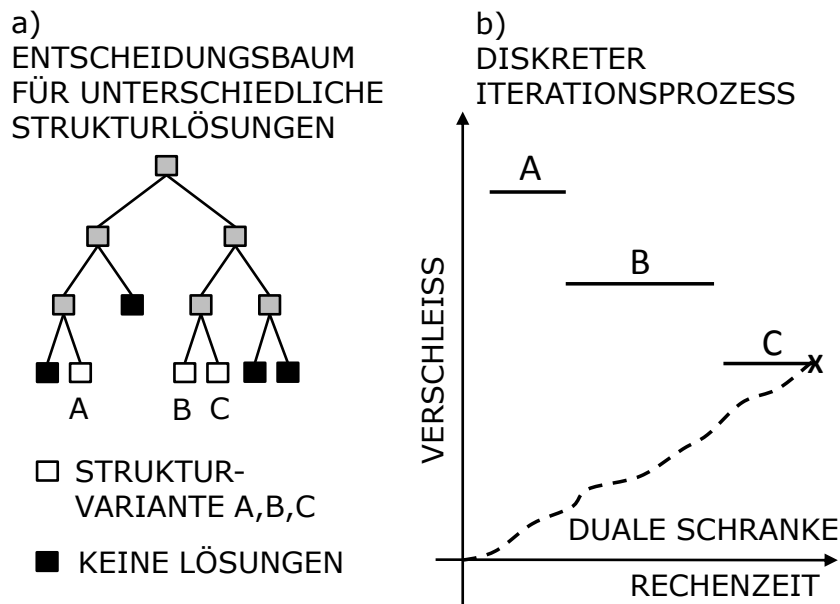 a)
ENTSCHEIDUNGSBAUM
FÜR UNTERSCHIEDLICHE
STRUKTURLÖSUNGEN
A
B
C
STRUKTUR-
VARIANTE A,B,C
KEINE LÖSUNGEN
b)
DISKRETER
ITERATIONSPROZESS
VERSCHLEISS
A
B
C
X
DUALE SCHRANKE
RECHENZEIT